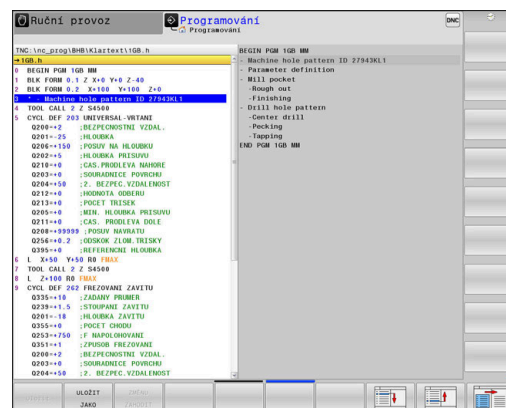 Ruční provoz
Programování
Programování
DNC
TNC:\nc_prog\BHB\Klartext\1GB.h
→1GB.h
0 BEGIN PGM 1GB MM
1 BLK FORM 0.1 Z X+0 Y+0 Z-40
2 BLK FORM 0.2 X+100 Y+100 Z+0
3 * - Machine hole pattern ID 27943KL1
4 TOOL CALL 2 Z S4500
5 CYCL DEF 203 UNIVERSAL-VRTANI
Q200=+2 ;BEZPECNOSTNI VZDAL.
Q201=-25 ;HLOUBKA
Q206=+150 ;POSUV NA HLOUBKU
Q202=+5 ;HLOUBKA PRISUVU
Q210=+0 ;CAS.PRODLEVA NAHORE
Q203=+0 ;SOURADNICE POVRCHU
Q204=+50 ;2. BEZPEC.VZDALENOST
Q212=+0 ;HODNOTA ODBERU
Q213=+0 ;POCET TRISEK
Q205=+0 ;MIN. HLOUBKA PRISUVU
Q211=+0 ;CAS. PRODLEVA DOLE
Q208=+99999 ;POSUV NAVRATU
Q256=+0.2 ;ODSKOK ZLOM.TRISKY
Q395=+0 ;REFERENCNI HLOUBKA
6 L X+50 Y+50 R0 FMAX
7 TOOL CALL 2 Z S4500
8 L Z+100 R0 FMAX
9 CYCL DEF 262 FREZOVANI ZAVITU
Q335=+10 ;ZADANY PRUMER
Q239=+1.5 ;STOUPANI ZAVITU
Q201=-18 ;HLOUBKA ZAVITU
Q355=+0 ;POCET CHODU
Q253=+750 ;F NAPOLOHOVANI
Q351=+1 ;ZPUSOB FREZOVANI
Q200=+2 ;BEZPECNOSTNI VZDAL.
Q203=+0 ;SOURADNICE POVRCHU
Q204=+50 ;2. BEZPEC.VZDALENOST
BEGIN PGM 1GB MM
- Machine hole pattern ID 27943KL1
- Parameter definition
- Mill pocket
-Rough out
-Finishing
- Drill hole pattern
-Center drill
-Pecking
-Tapping
END PGM 1GB MM
ULOŽIT
JAKO